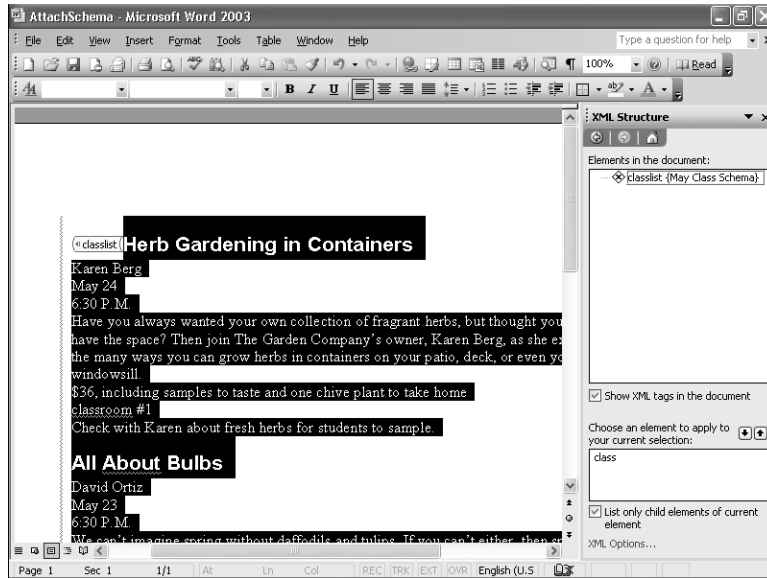 AttachSchema - Microsoft Word 2003
File Edit View Insert Format Tools Table Window Help Type a question for help
100% Read
B I U
XML Structure
Elements in the document:
classlist {May Class Schema}
classlist
Herb Gardening in Containers
Karen Berg
May 24
6:30 P.M.
Have you always wanted your own collection of fragrant herbs, but thought you
have the space? Then join The Garden Company's owner, Karen Berg, as she
the many ways you can grow herbs in containers on your patio, deck, or even
windowsill.
$36, including samples to taste and one chive plant to take home
classroom #1
Check with Karen about fresh herbs for students to sample.
All About Bulbs
David Ortiz
May 23
6:30 P.M.
We can't imagine spring without daffodils and tulips. If you can't either, then
Show XML tags in the document
Choose an element to apply to
your current selection:
class
List only child elements of current
element
XML Options...
Page 1 Sec 1 1/1 At Ln Col REC TRK EXT OVR English (U.S